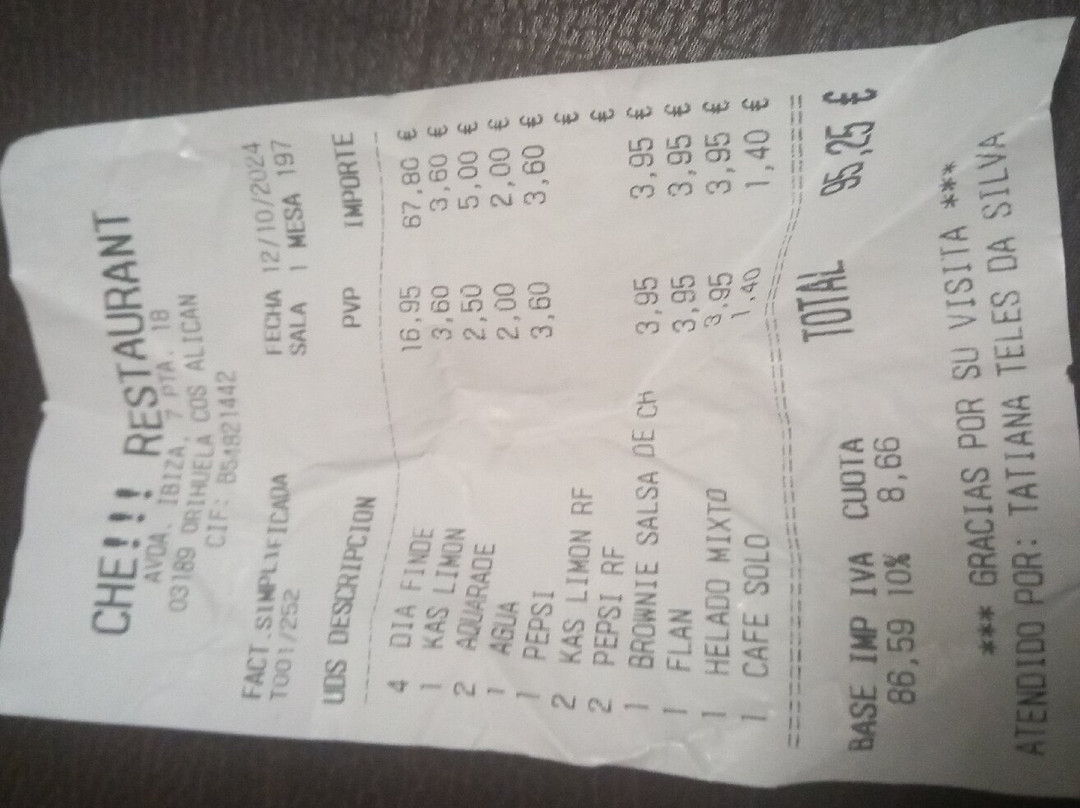 CHE!!! RESTAURANT
AVDA. IBIZA, 7 PTA. 18
03189 ORIHUELA COS ALICAN
CIF: B54821442
FACT.SIMPLIFICADA FECHA 12/10/2024
T001/252 SALA 1 MESA 197
UDS DESCRIPCION PVP IMPORTE
4 DIA FINDE 16,95 67,80 €
1 KAS LIMON 3,60 3,60 €
2 AQUARADE 2,50 5,00 €
1 AGUA 2,00 2,00 €
1 PEPSI 3,60 3,60 €
2 KAS LIMON RF €
2 PEPSI RF €
1 BROWNIE SALSA DE CH 3,95 3,95 €
1 FLAN 3,95 3,95 €
1 HELADO MIXTO 3,95 3,95 €
1 CAFE SOLO 1,40 1,40 €
TOTAL 95,25 €
BASE IMP IVA CUOTA
86,59 10% 8,66
*** GRACIAS POR SU VISITA ***
ATENDIDO POR: TATIANA TELES DA SILVA